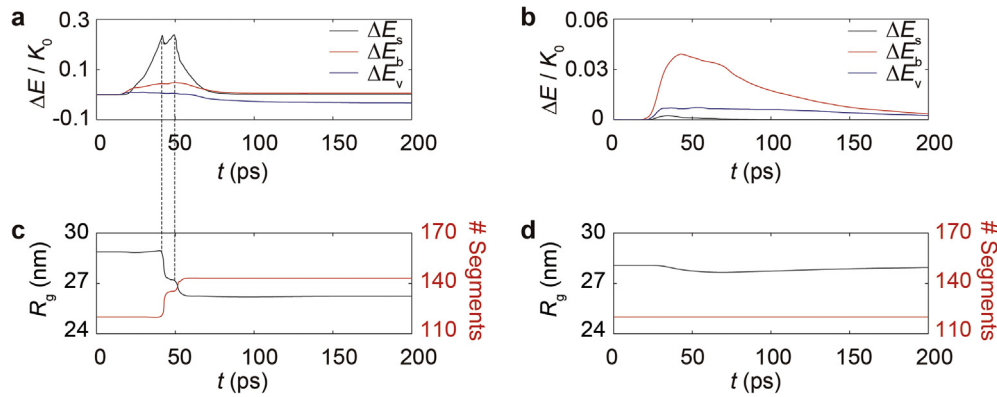 a
0.3
0.1
-0.1
ΔE / K0
ΔEs
ΔEb
ΔEv
0 50 100 150 200
t (ps)
b
0.06
0.03
0
ΔE / K0
ΔEs
ΔEb
ΔEv
0 50 100 150 200
t (ps)
c
30
27
24
Rg (nm)
170
140
110
# Segments
0 50 100 150 200
t (ps)
d
30
27
24
Rg (nm)
170
140
110
# Segments
0 50 100 150 200
t (ps)